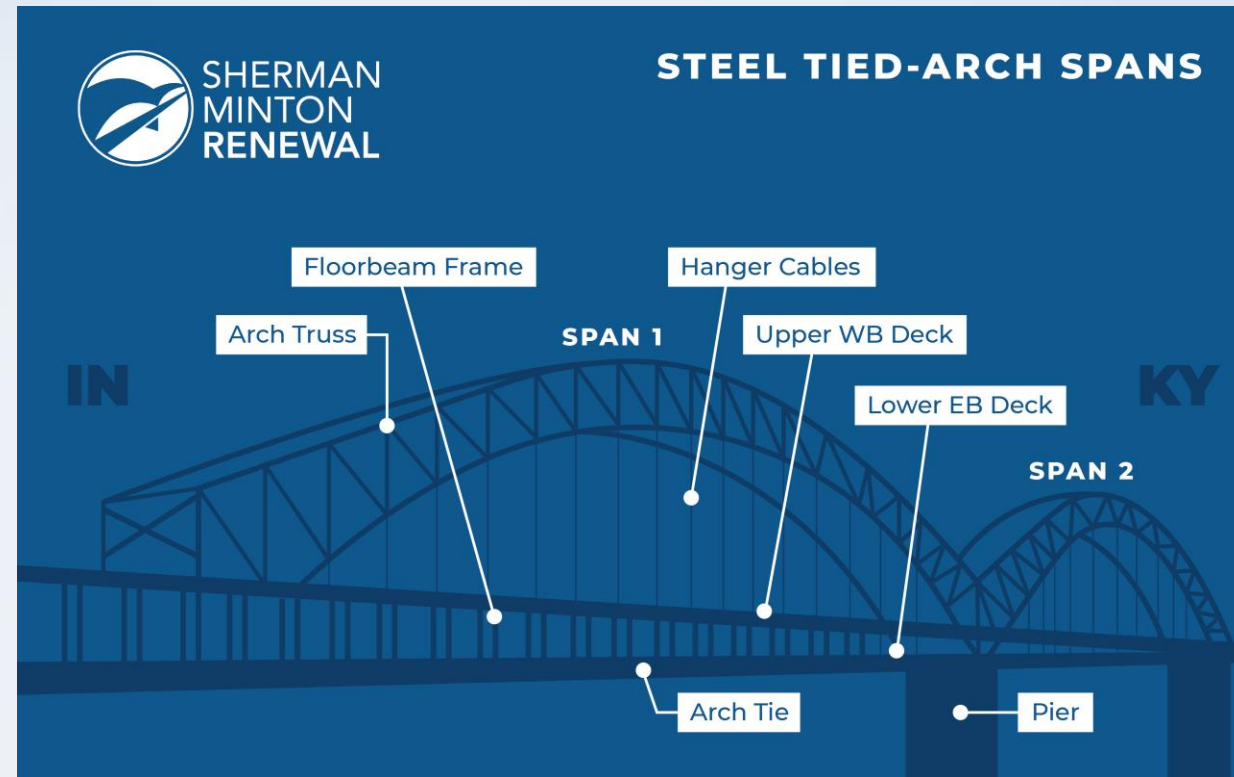 SHERMAN
MINTON
RENEWAL
STEEL TIED-ARCH SPANS
Floorbeam Frame
Hanger Cables
Arch Truss
SPAN 1
Upper WB Deck
IN
KY
Lower EB Deck
SPAN 2
Arch Tie
Pier